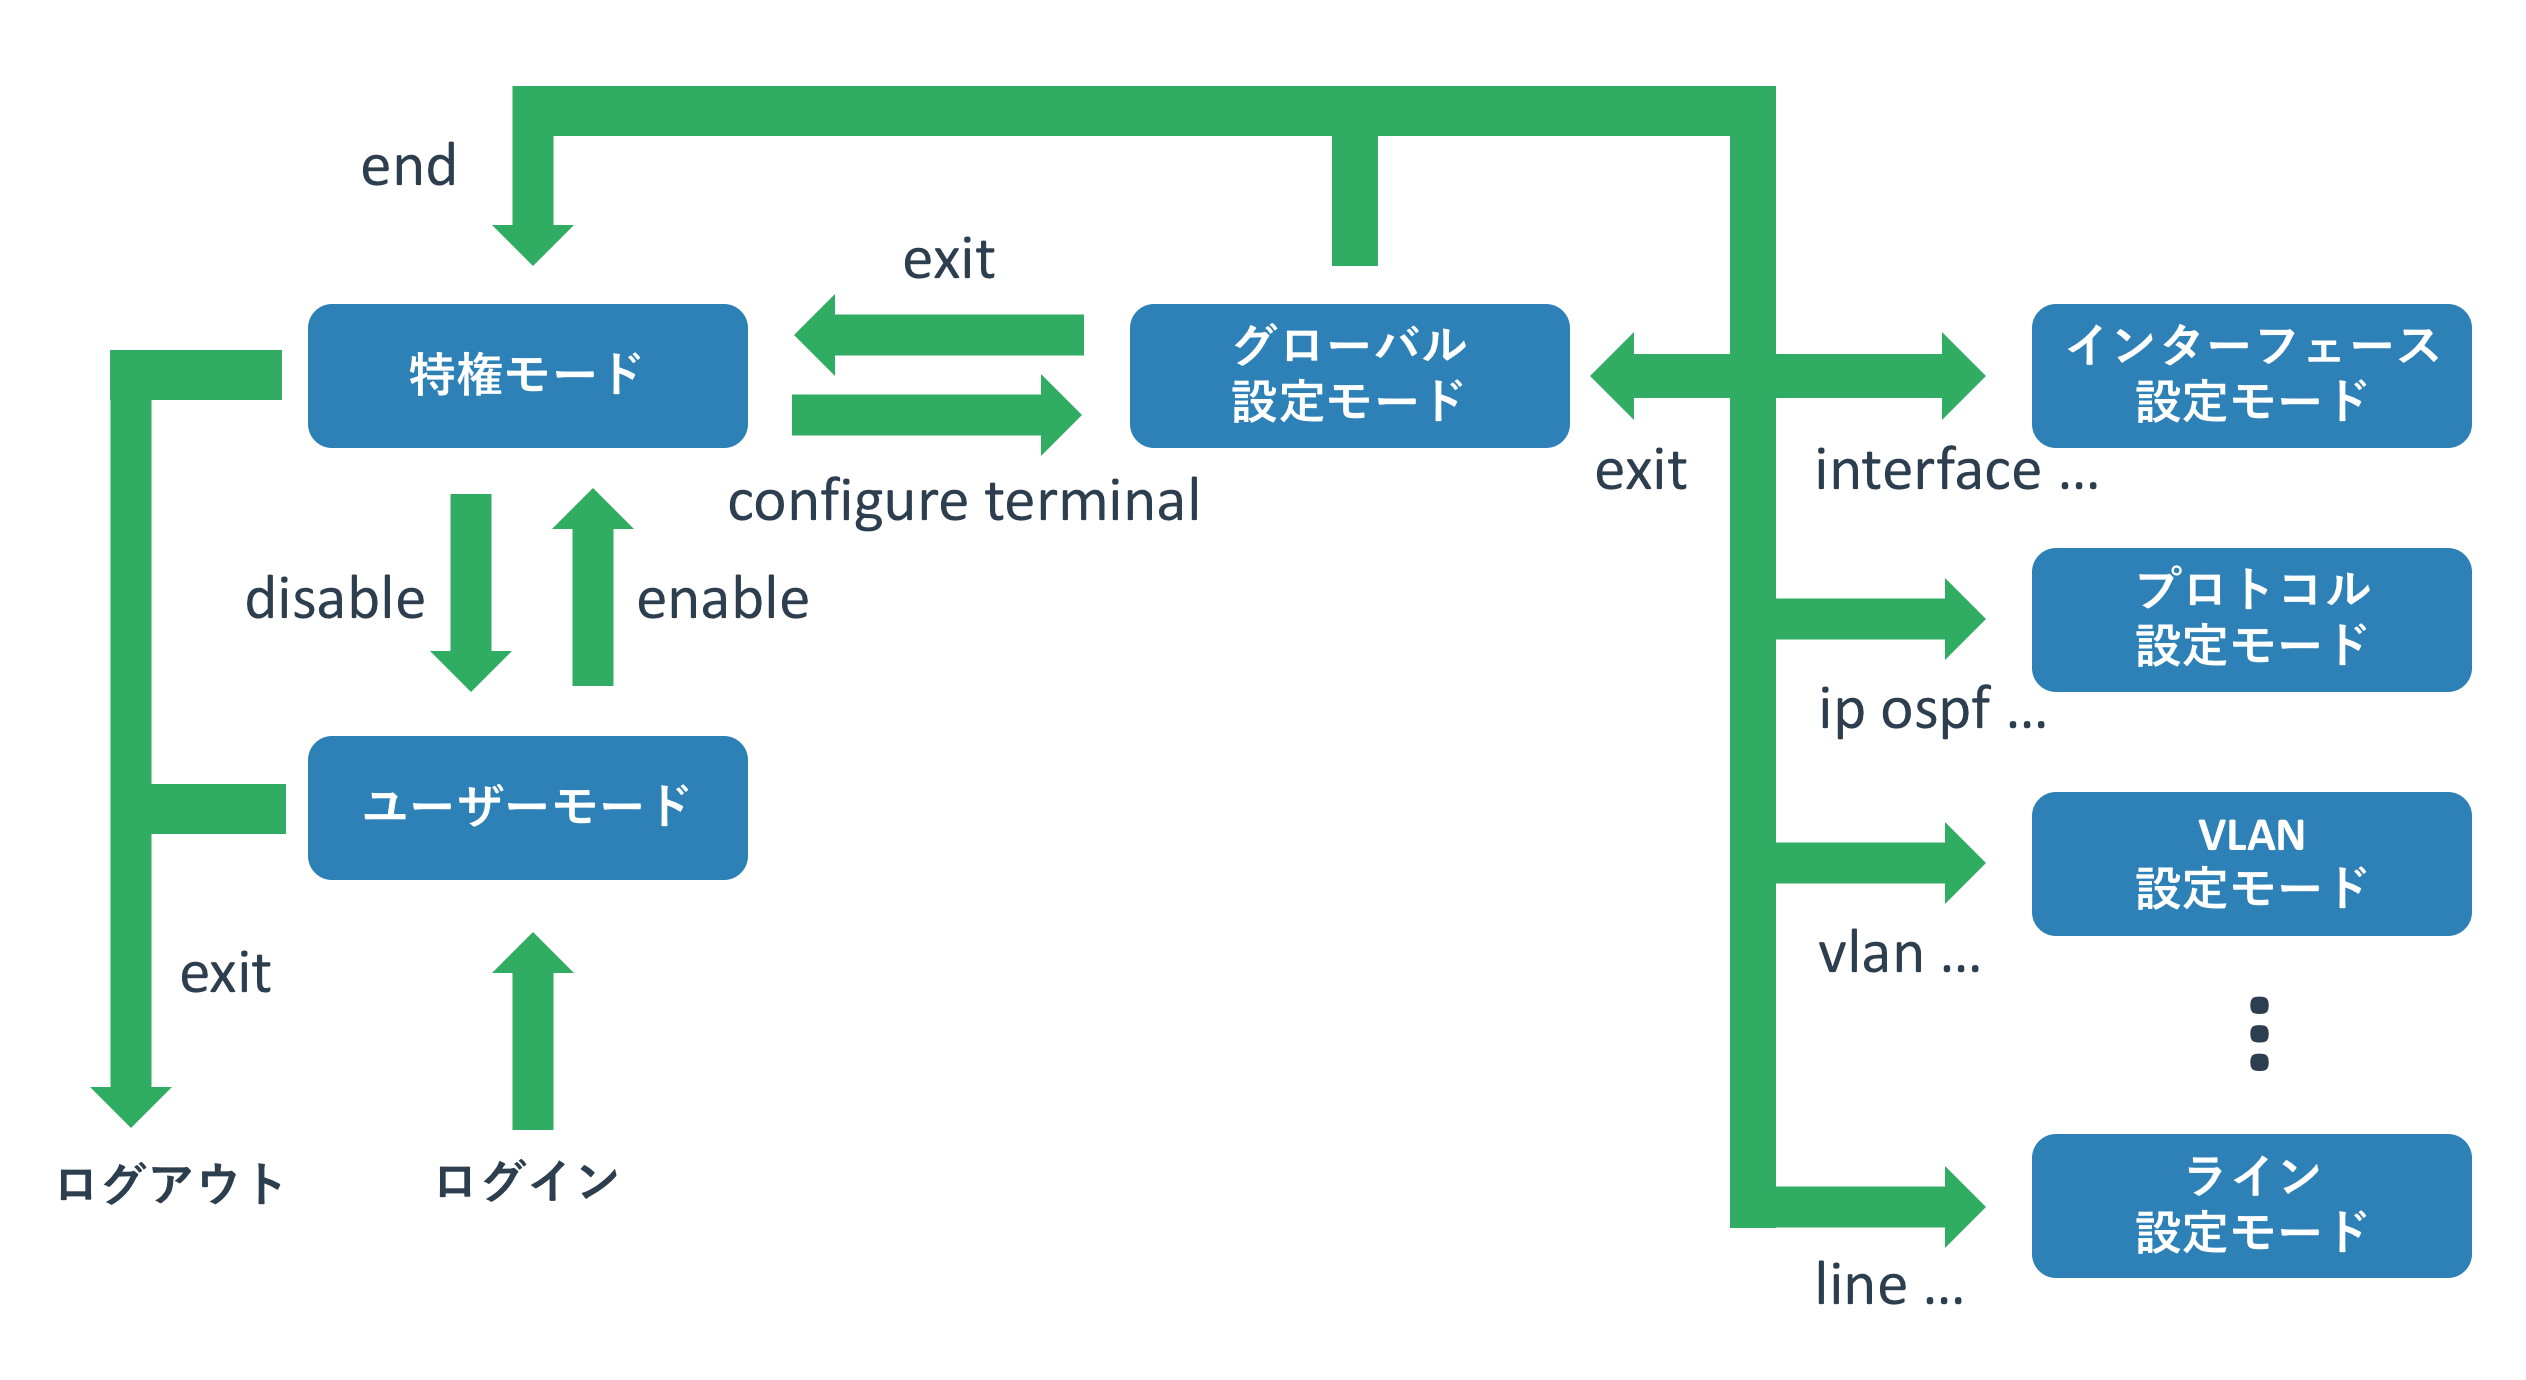 end
exit
特権モード
グローバル
設定モード
インターフェース
設定モード
configure terminal
exit
interface ...
disable
enable
プロトコル
設定モード
ip ospf ...
ユーザーモード
VLAN
設定モード
vlan ...
exit
ログアウト
ログイン
ライン
設定モード
line ...